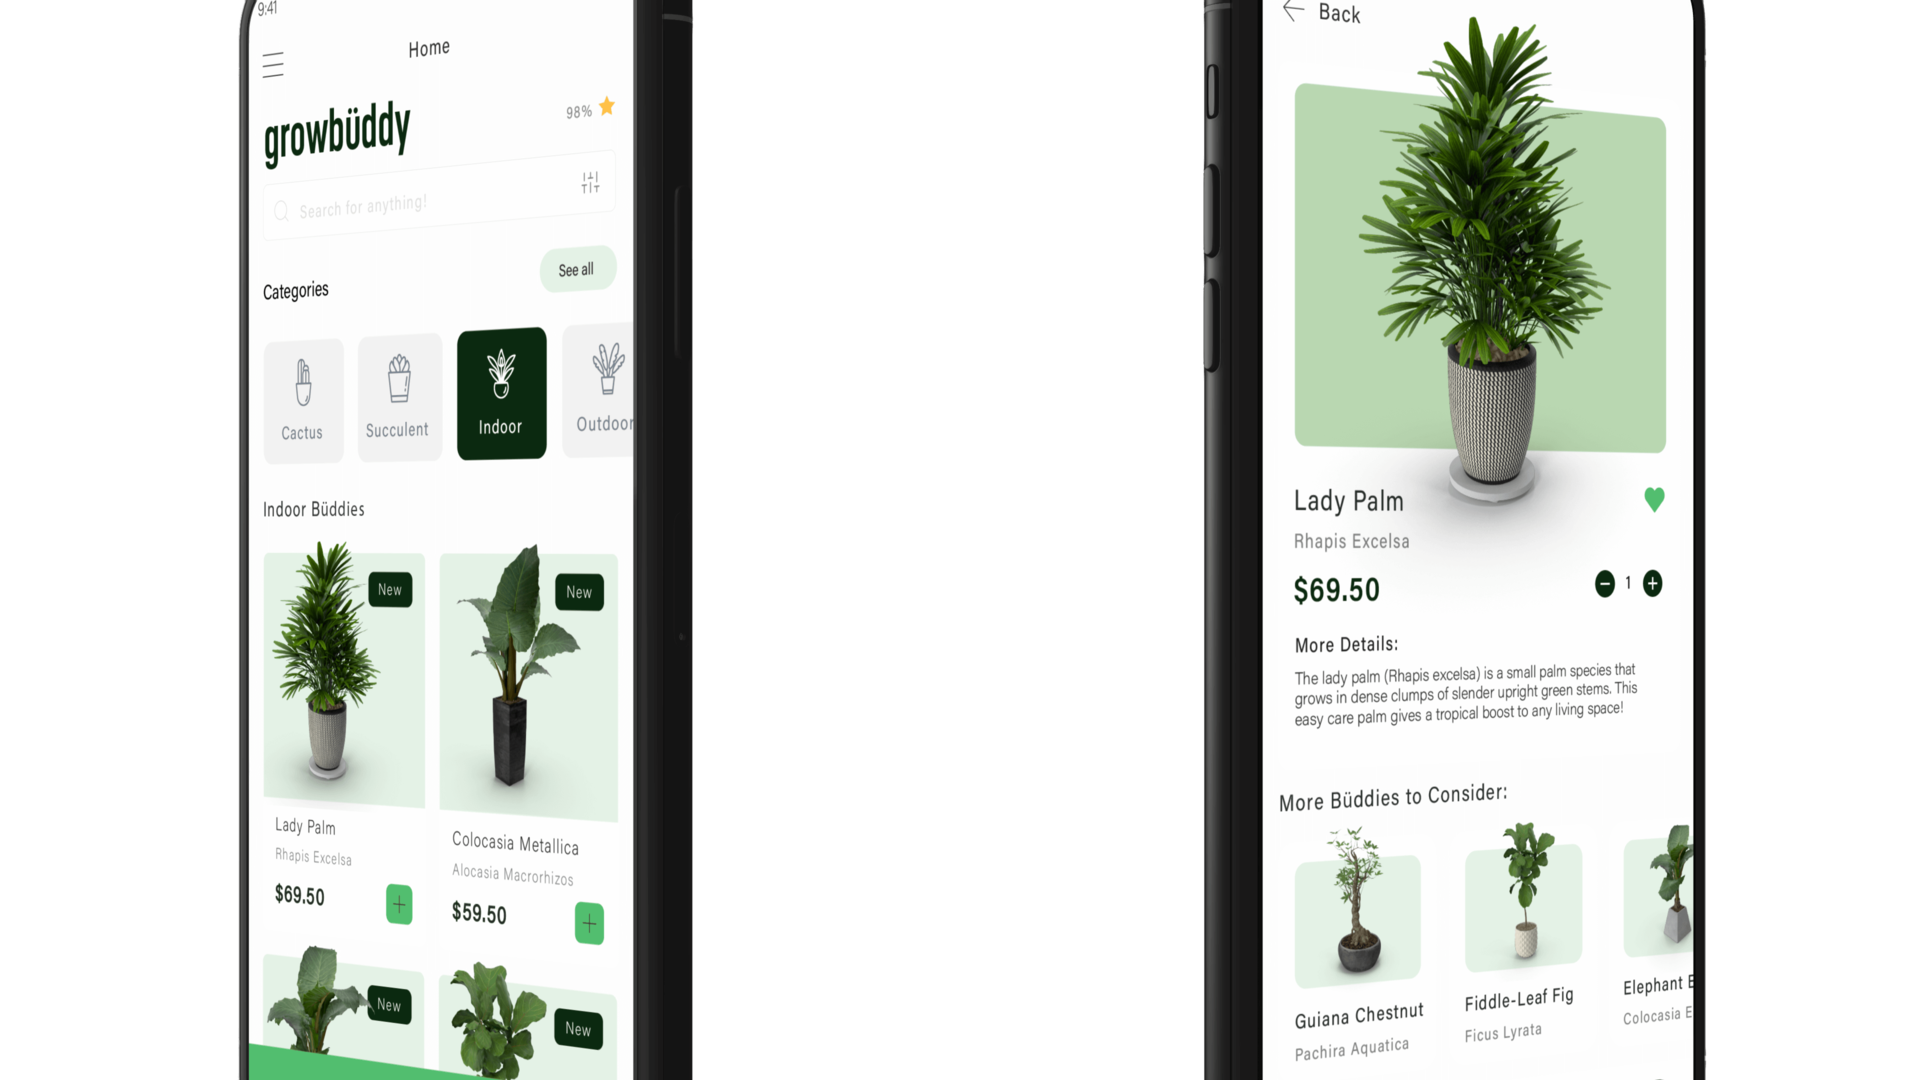 9:41
Home
growbüddy
98%
Search for anything!
See all
Categories
Cactus
Succulent
Indoor
Outdoor
Indoor Büddies
New
New
Lady Palm
Rhapis Excelsa
$69.50
Colocasia Metallica
Alocasia Macrorhizos
$59.50
New
New
Back
Lady Palm
Rhapis Excelsa
$69.50
1
More Details:
The lady palm (Rhapis excelsa) is a small palm species that
grows in dense clumps of slender upright green stems. This
easy care palm gives a tropical boost to any living space!
More Büddies to Consider:
Guiana Chestnut
Pachira Aquatica
Fiddle-Leaf Fig
Ficus Lyrata
Elephant E
Colocasia E